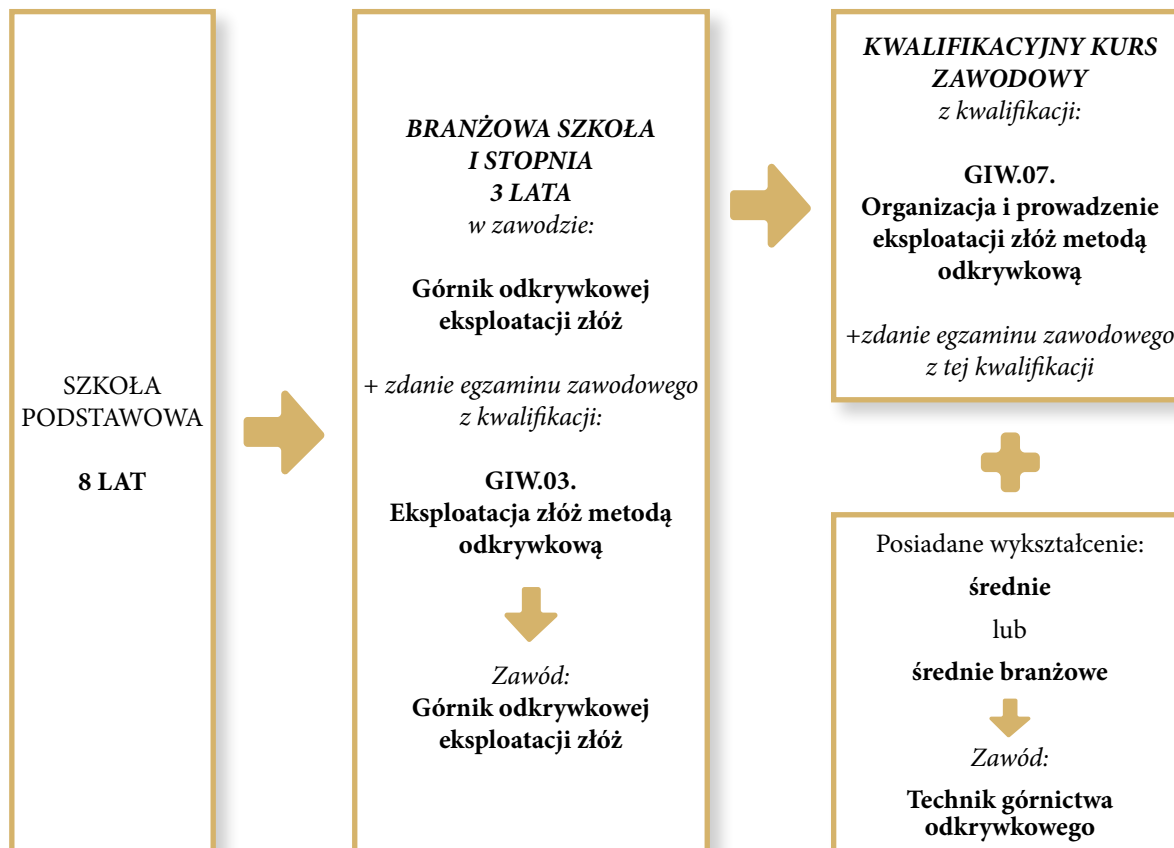 SZKOŁA
PODSTAWOWA
8 LAT
BRANŻOWA SZKOŁA
I STOPNIA
3 LATA
w zawodzie:
Górnik odkrywkowej
eksploatacji złóż
+ zdanie egzaminu zawodowego
z kwalifikacji:
GIW.03.
Eksploatacja złóż metodą
odkrywkową
Zawód:
Górnik odkrywkowej
eksploatacji złóż
KWALIFIKACYJNY KURS
ZAWODOWY
z kwalifikacji:
GIW.07.
Organizacja i prowadzenie
eksploatacji złóż metodą
odkrywkową
+zdanie egzaminu zawodowego
z tej kwalifikacji
Posiadane wykształcenie:
średnie
lub
średnie branżowe
Zawód:
Technik górnictwa
odkrywkowego